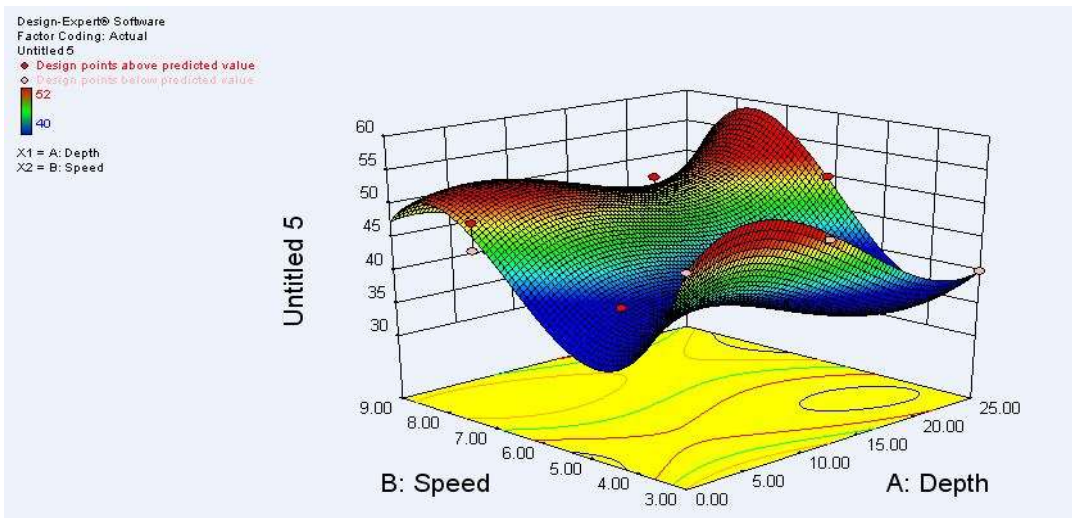 Design-Expert® Software
Factor Coding: Actual
Untitled 5
Design points above predicted value
Design points below predicted value
52
40
X1 = A: Depth
X2 = B: Speed
60
55
50
45
40
35
30
Untitled 5
9.00
8.00
7.00
6.00
5.00
4.00
3.00
B: Speed
0.00
5.00
10.00
15.00
20.00
25.00
A: Depth